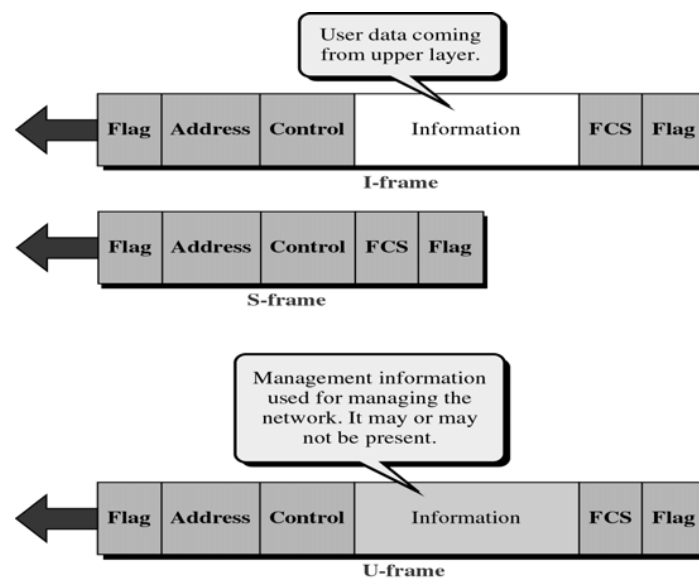 User data coming
from upper layer.
Flag Address Control Information FCS Flag
I-frame
Flag Address Control FCS Flag
S-frame
Management information
used for managing the
network. It may or may
not be present.
Flag Address Control Information FCS Flag
U-frame